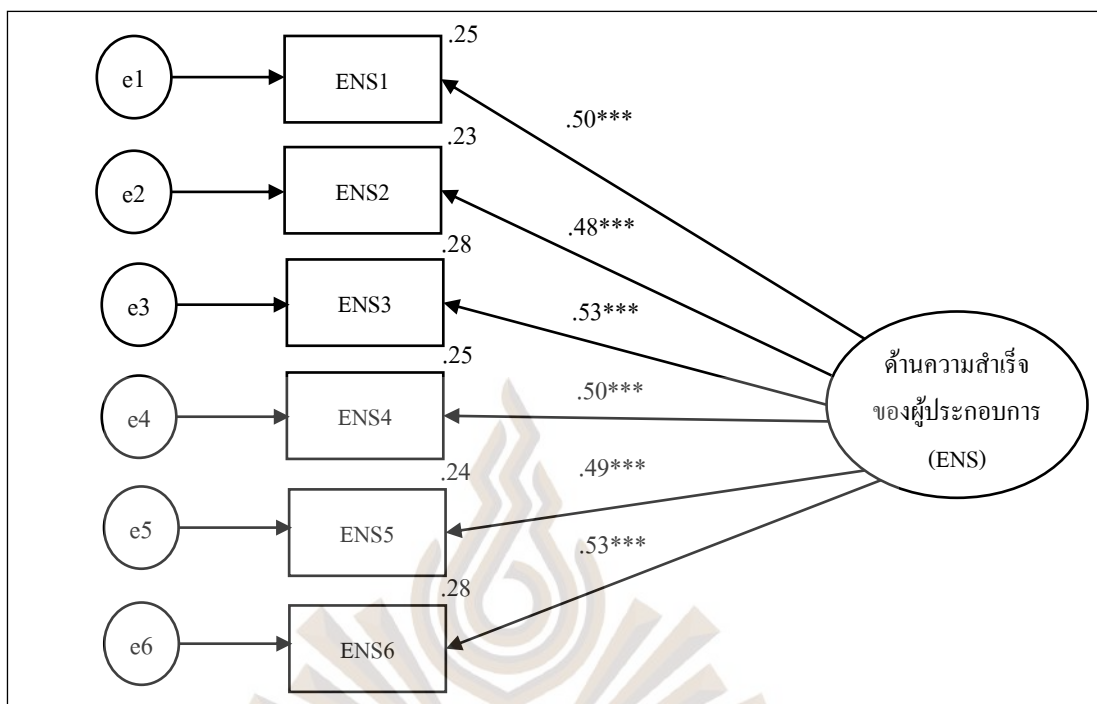 .25
e1
ENS1
.50***
.23
e2
ENS2
.48***
.28
e3
ENS3
.53***
.25
e4
ENS4
.50***
.24
e5
ENS5
.49***
.28
e6
ENS6
.53***
ด้านความสำเร็จ
ของผู้ประกอบการ
(ENS)